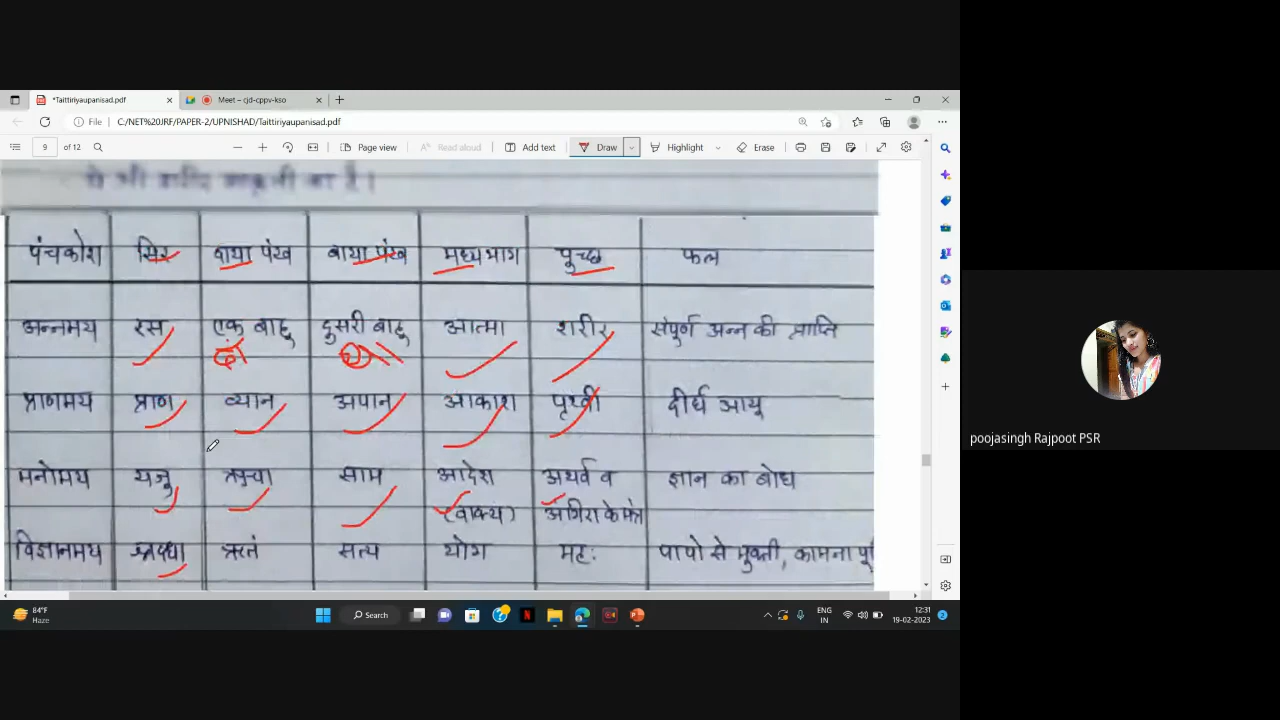 *Taittiriyaupanisad.pdf
Meet – cjd-cppv-kso
File C:/NET%20JRF/PAPER-2/UPNISHAD/Taittiriyaupanisad.pdf
9 of 12 Page view Read aloud Add text Draw Highlight Erase
से भी
पंचकोश सिर दाया पंख बाया पंख मध्यभाग पुच्छ फल
अन्नमय रस एक बाहू दुसरी बाहू आत्मा शरीर संपूर्ण अन्न की प्राप्ति
प्राणमय प्राण व्यान अपान आकाश पृथ्वी दीर्घ आयू
मनोमय यजु ऋचा साम आदेश अथर्व व ज्ञान का बोध
(वाक्य) अंगिरा के मंत्र
विज्ञानमय श्रध्दा ऋतं सत्य योग महः पापो से मुक्ती, कामना
poojasingh Rajpoot PSR
84°F
Haze
Search
ENG
IN
12:31
19-02-2023
2